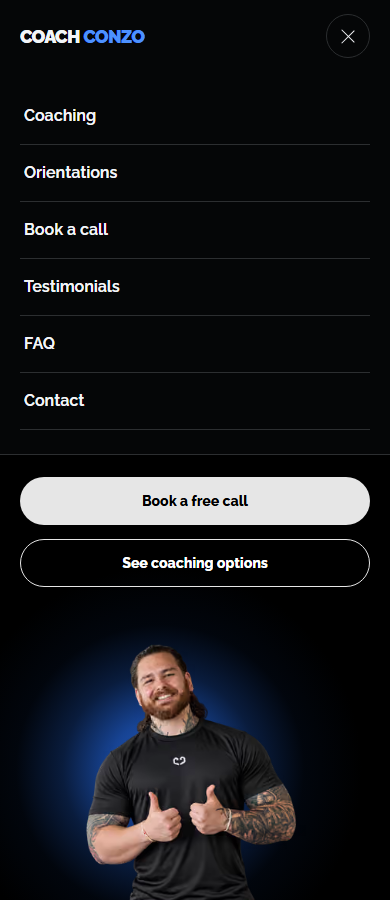 COACH CONZO
Coaching
Orientations
Book a call
Testimonials
FAQ
Contact
Book a free call
See coaching options